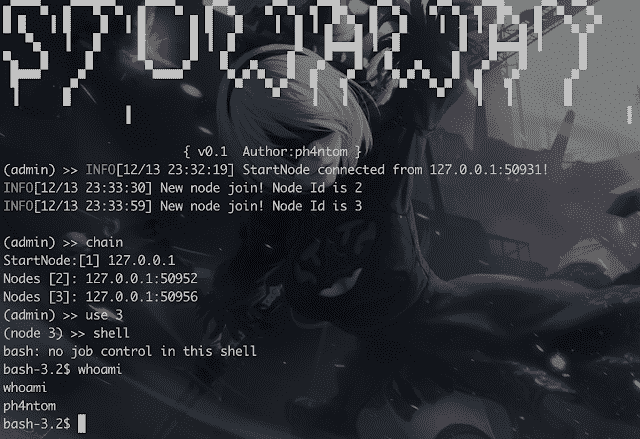 STOWAWAY
{ v0.1  Author:ph4ntom }
(admin) >> INFO[12/13 23:32:19] StartNode connected from 127.0.0.1:50931!
INFO[12/13 23:33:30] New node join! Node Id is 2
INFO[12/13 23:33:59] New node join! Node Id is 3
(admin) >> chain
StartNode:[1] 127.0.0.1
Nodes [2]: 127.0.0.1:50952
Nodes [3]: 127.0.0.1:50956
(admin) >> use 3
(node 3) >> shell
bash: no job control in this shell
bash-3.2$ whoami
whoami
ph4ntom
bash-3.2$